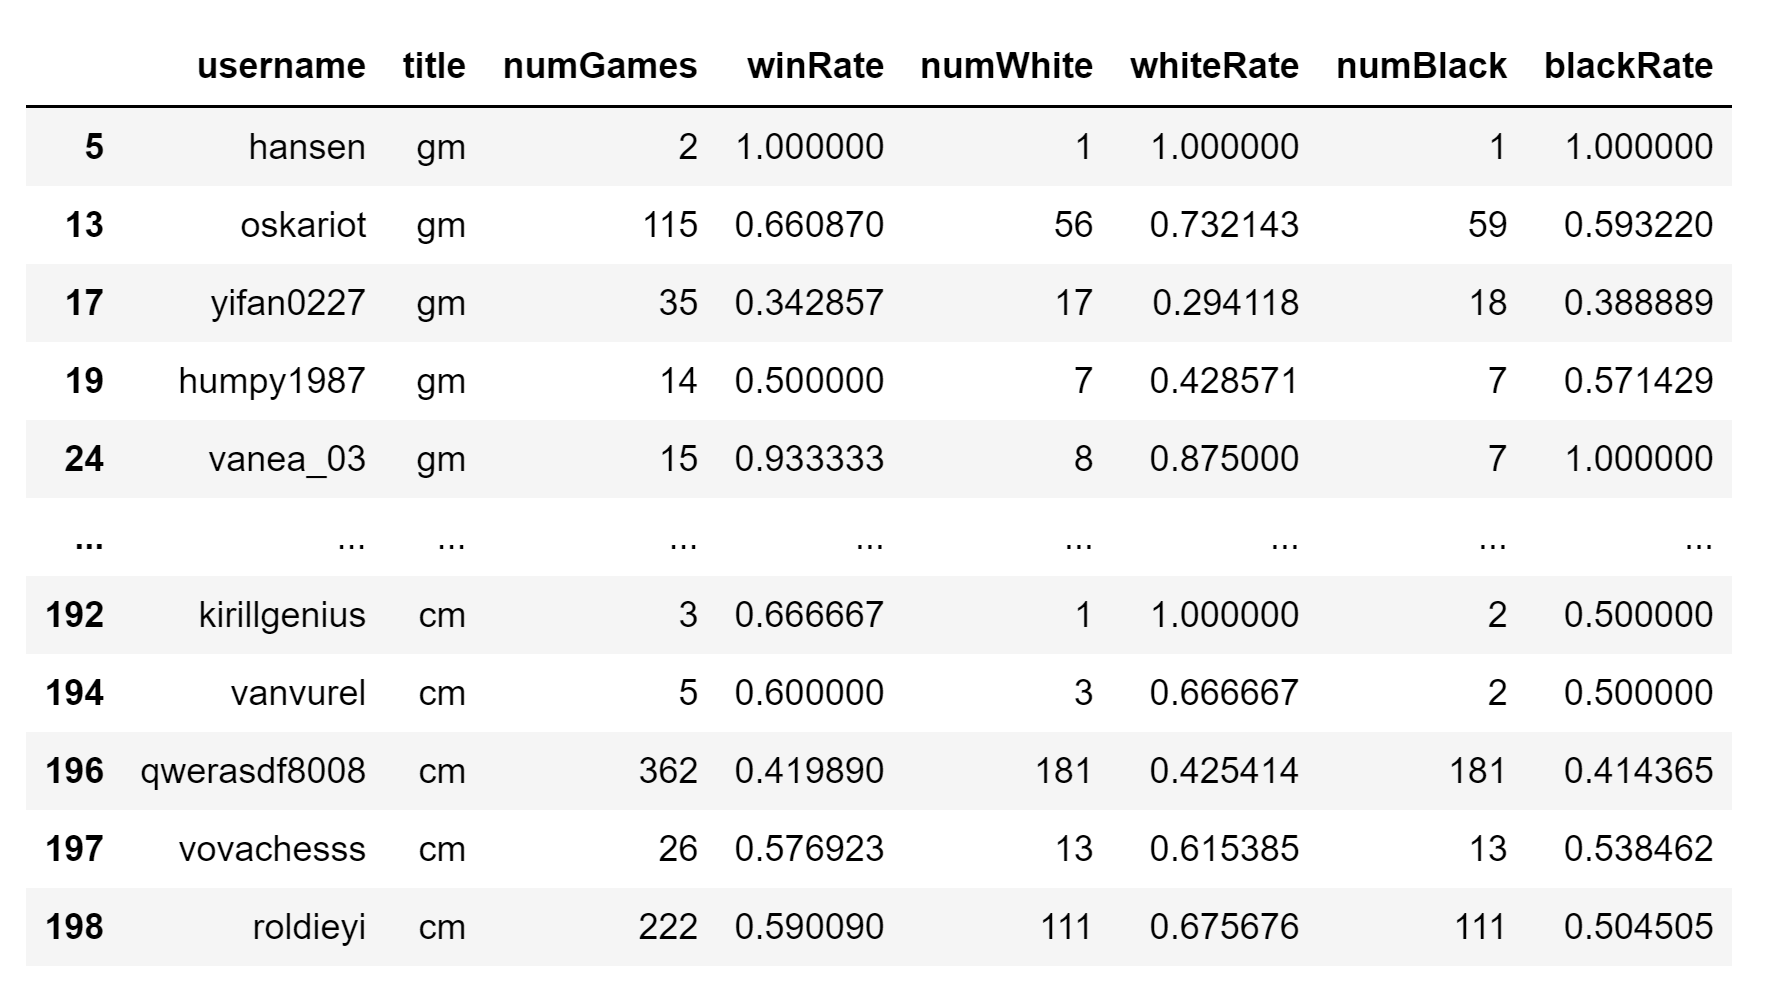 username title numGames winRate numWhite whiteRate numBlack blackRate
5 hansen gm 2 1.000000 1 1.000000 1 1.000000
13 oskariot gm 115 0.660870 56 0.732143 59 0.593220
17 yifan0227 gm 35 0.342857 17 0.294118 18 0.388889
19 humpy1987 gm 14 0.500000 7 0.428571 7 0.571429
24 vanea_03 gm 15 0.933333 8 0.875000 7 1.000000
... ... ... ... ... ... ... ... ...
192 kirillgenius cm 3 0.666667 1 1.000000 2 0.500000
194 vanvurel cm 5 0.600000 3 0.666667 2 0.500000
196 qwerasdf8008 cm 362 0.419890 181 0.425414 181 0.414365
197 vovachesss cm 26 0.576923 13 0.615385 13 0.538462
198 roldieyi cm 222 0.590090 111 0.675676 111 0.504505